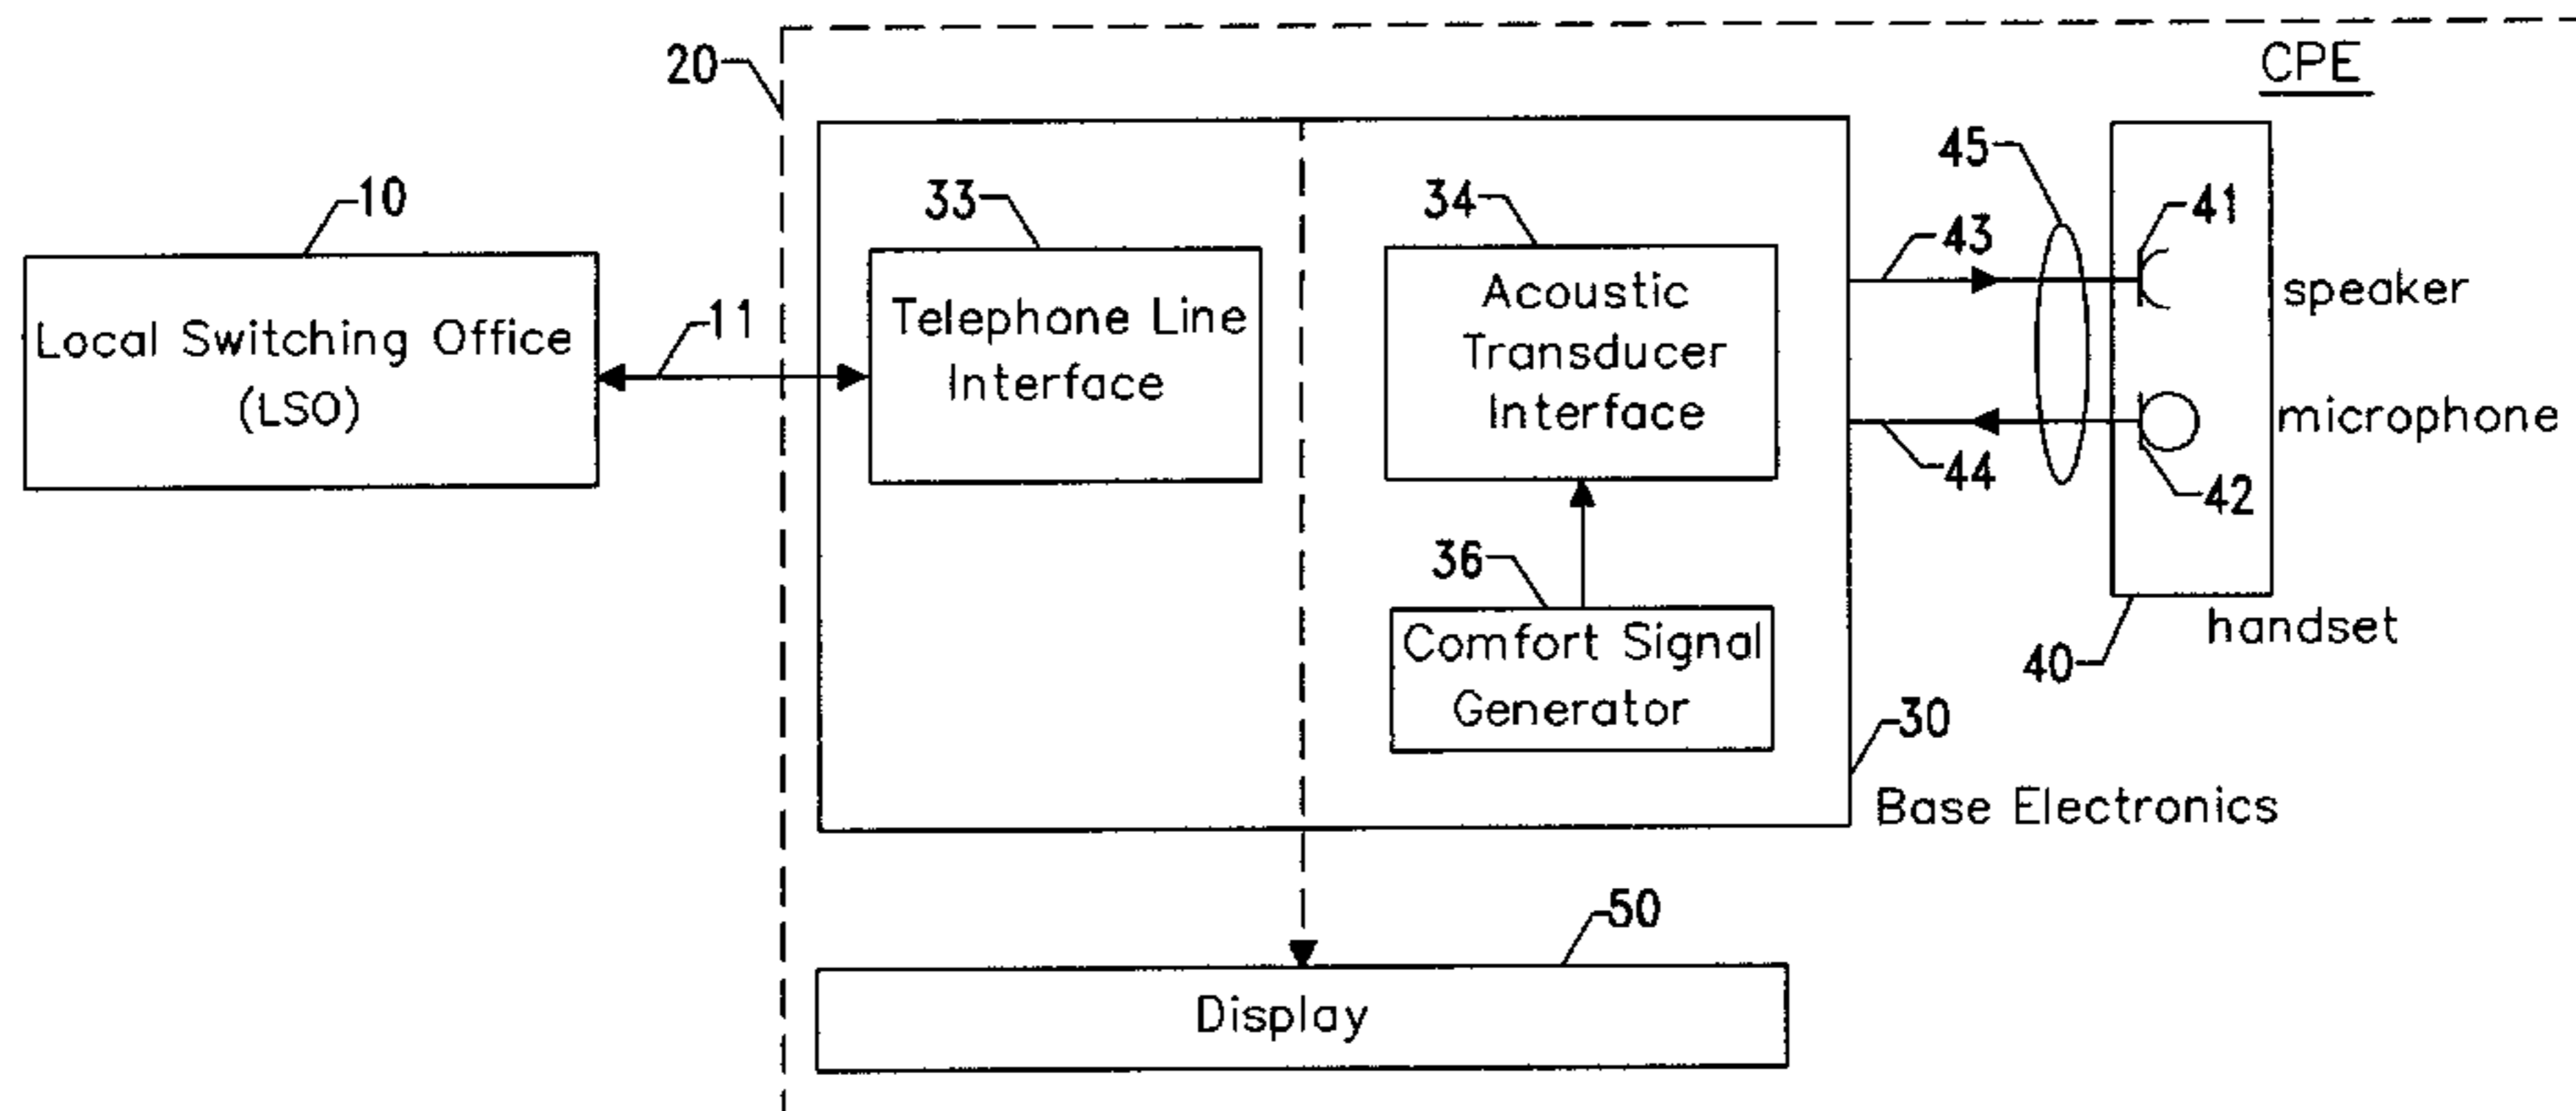 20
CPE
10
33
34
45
41
43
Local Switching Office
(LSO)
11
Telephone Line
Interface
Acoustic
Transducer
Interface
speaker
microphone
44
42
36
Comfort Signal
Generator
handset
40
30
Base Electronics
50
Display